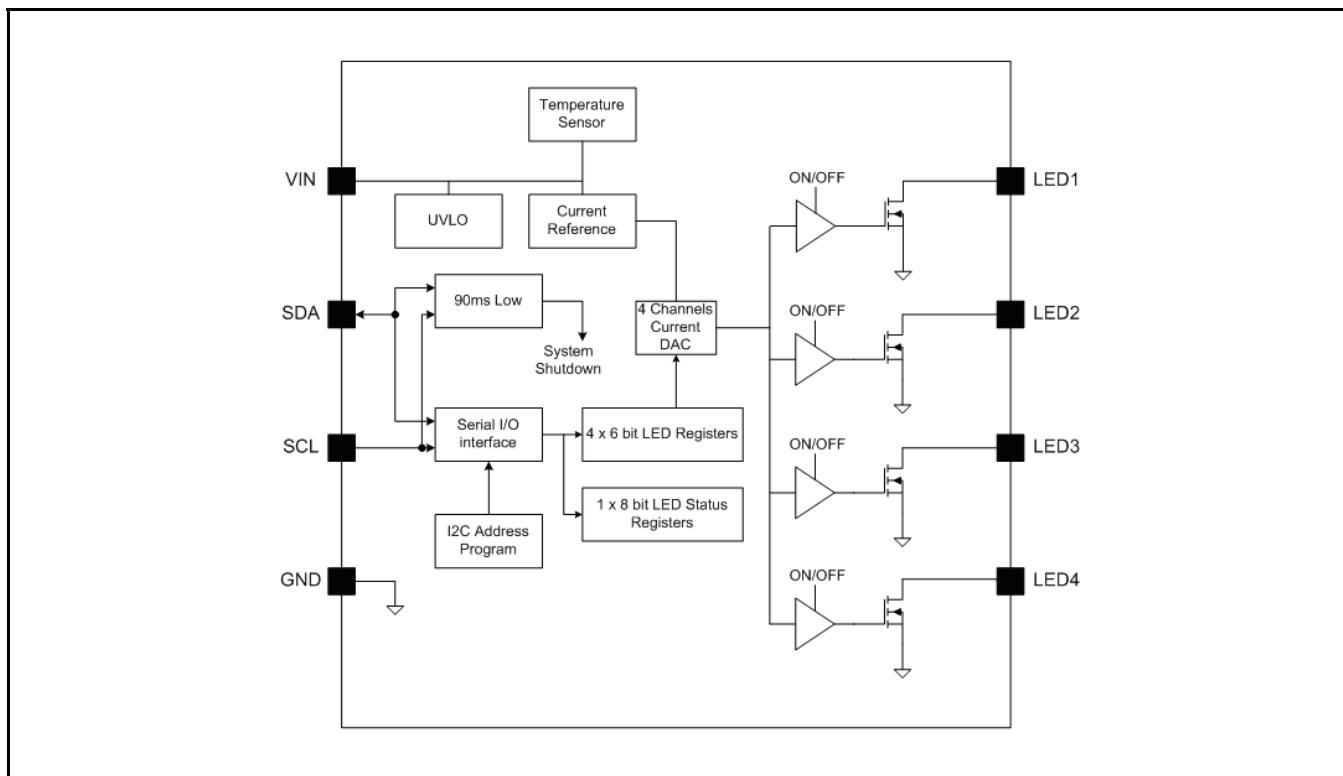 Temperature
Sensor
VIN
UVLO
Current
Reference
ON/OFF
LED1
SDA
90ms Low
System
Shutdown
4 Channels
Current
DAC
ON/OFF
LED2
SCL
Serial I/O
interface
4 x 6 bit LED Registers
ON/OFF
LED3
1 x 8 bit LED Status
Registers
I2C Address
Program
GND
ON/OFF
LED4